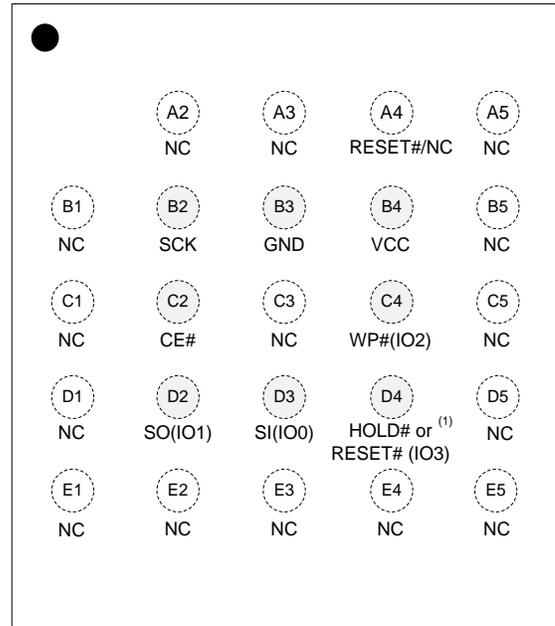 A2 A3 A4 A5
NC NC RESET#/NC NC
B1 B2 B3 B4 B5
NC SCK GND VCC NC
C1 C2 C3 C4 C5
NC CE# NC WP#(IO2) NC
D1 D2 D3 D4 D5
NC SO(IO1) SI(IO0) HOLD# or (1) NC
RESET# (IO3)
E1 E2 E3 E4 E5
NC NC NC NC NC